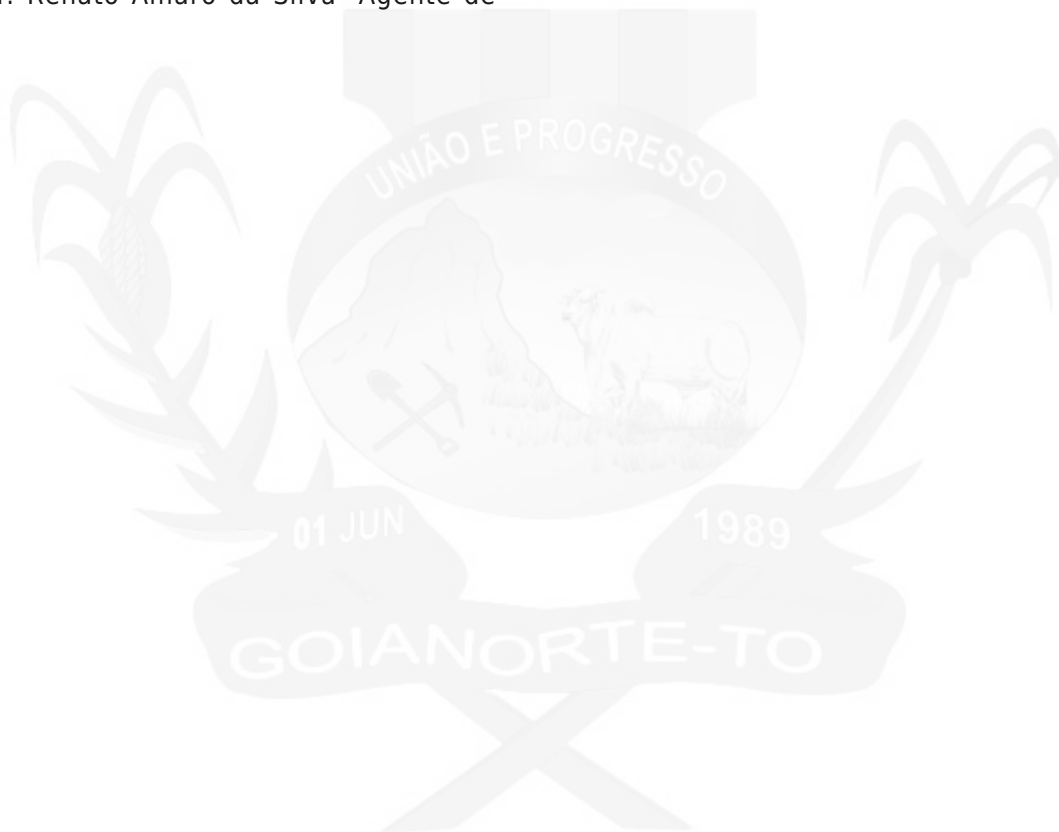 Renato Amaro da Silva Agente de
UNIÃO E PROGRESSO
01 JUN 1989
GOIANORTE-TO